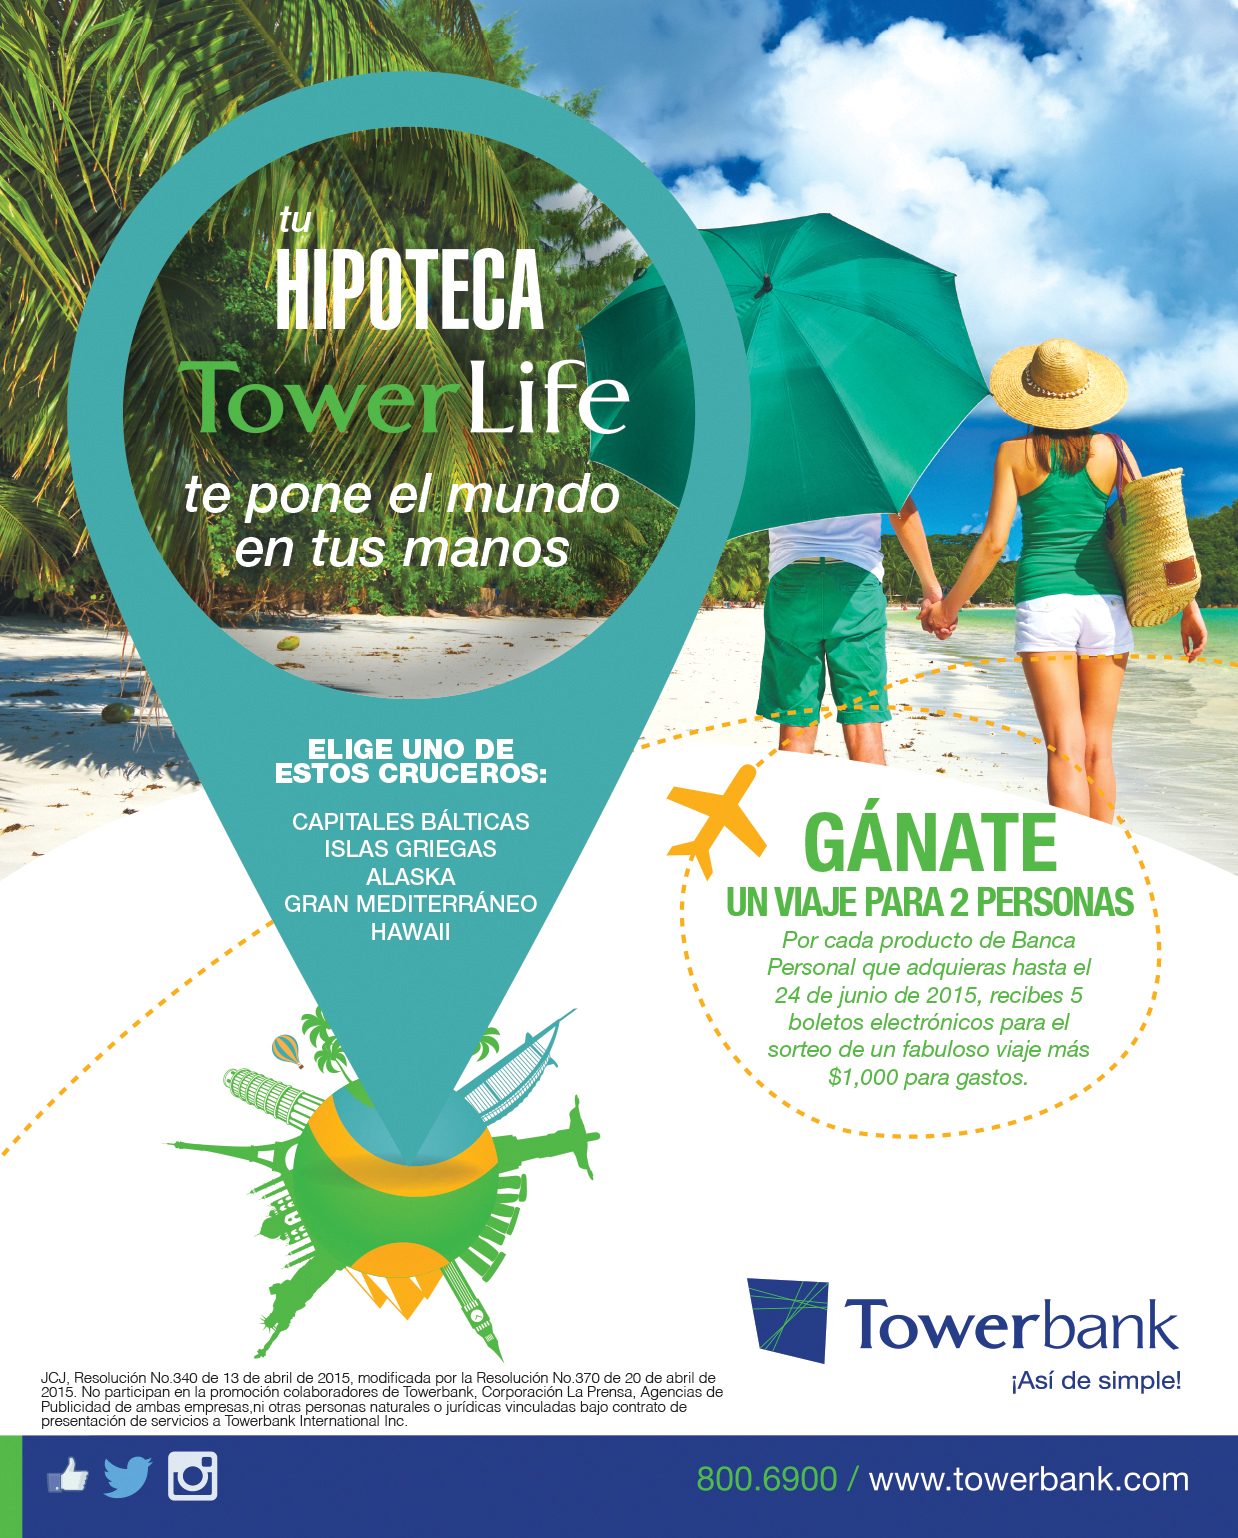 tu
HIPOTECA
TowerLife
te pone el mundo
en tus manos
ELIGE UNO DE
ESTOS CRUCEROS:
CAPITALES BÁLTICAS
ISLAS GRIEGAS
ALASKA
GRAN MEDITERRÁNEO
HAWAII
GÁNATE
UN VIAJE PARA 2 PERSONAS
Por cada producto de Banca
Personal que adquieras hasta el
24 de junio de 2015, recibes 5
boletos electrónicos para el
sorteo de un fabuloso viaje más
$1,000 para gastos.
Towerbank
¡Así de simple!
JCJ, Resolución No.340 de 13 de abril de 2015, modificada por la Resolución No.370 de 20 de abril de
2015. No participan en la promoción colaboradores de Towerbank, Corporación La Prensa, Agencias de
Publicidad de ambas empresas,ni otras personas naturales o jurídicas vinculadas bajo contrato de
presentación de servicios a Towerbank International Inc.
800.6900 / www.towerbank.com